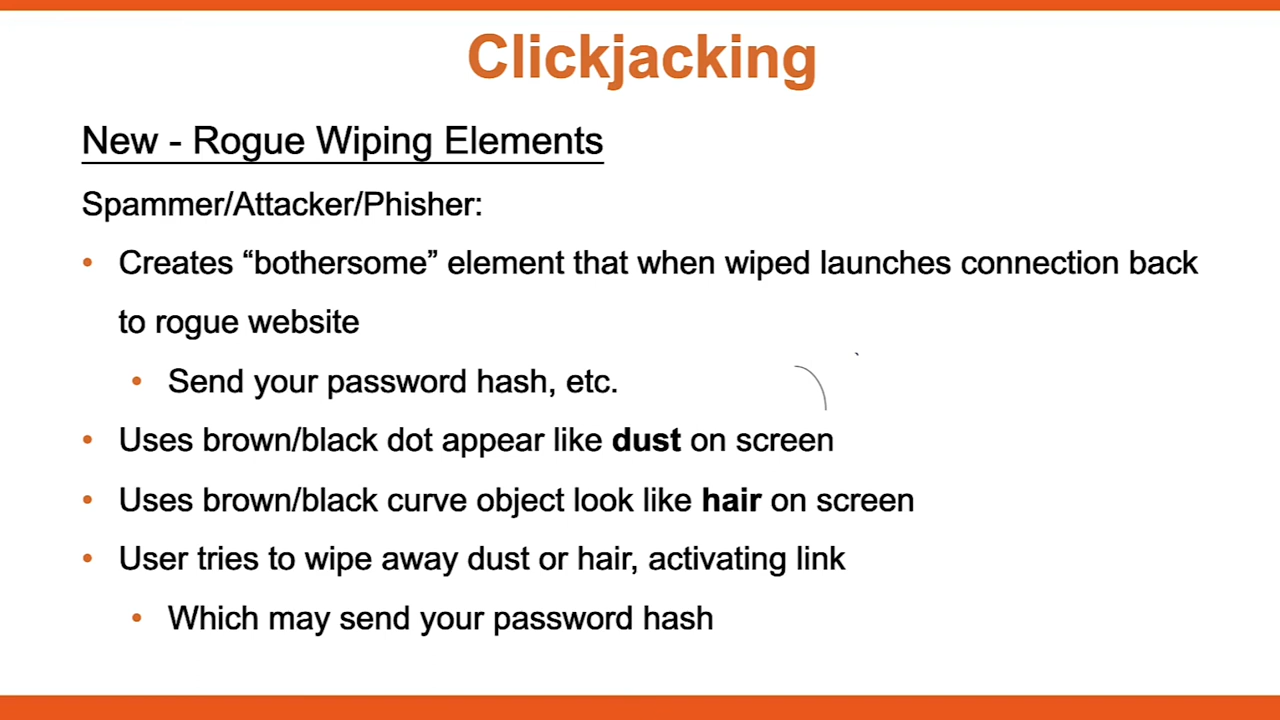 Clickjacking
New - Rogue Wiping Elements
Spammer/Attacker/Phisher:
• Creates “bothersome” element that when wiped launches connection back
to rogue website
• Send your password hash, etc.
• Uses brown/black dot appear like dust on screen
• Uses brown/black curve object look like hair on screen
• User tries to wipe away dust or hair, activating link
• Which may send your password hash